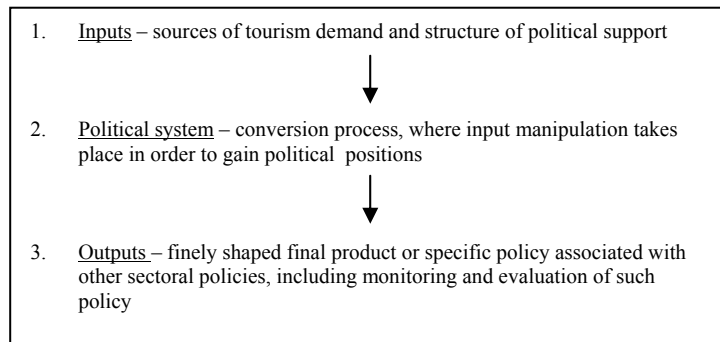 1. Inputs – sources of tourism demand and structure of political support
2. Political system – conversion process, where input manipulation takes
place in order to gain political positions
3. Outputs – finely shaped final product or specific policy associated with
other sectoral policies, including monitoring and evaluation of such
policy